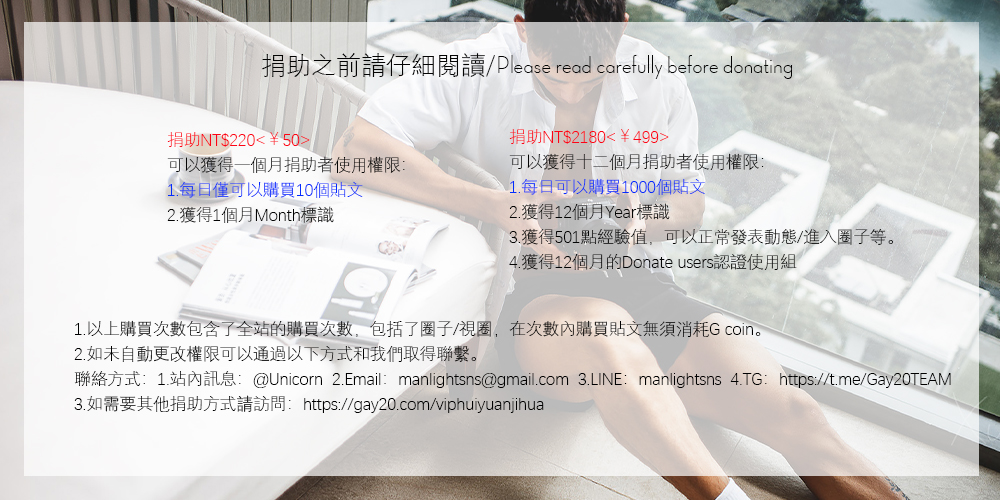 捐助之前請仔細閱讀/Please read carefully before donating
捐助NT$220<￥50>
可以獲得一個月捐助者使用權限:
1.每日僅可以購買10個貼文
2.獲得1個月Month標識
捐助NT$2180<￥499>
可以獲得十二個月捐助者使用權限:
1.每日可以購買1000個貼文
2.獲得12個月Year標識
3.獲得501點經驗值，可以正常發表動態/進入圈子等。
4.獲得12個月的Donate users認證使用組
1.以上購買次數包含了全站的購買次數，包括了圈子/視圈，在次數內購買貼文無須消耗G coin。
2.如未自動更改權限可以通過以下方式和我們取得聯繫。
聯絡方式：1.站內訊息：@Unicorn 2.Email：manlightsns@gmail.com 3.LINE：manlightsns 4.TG：https://t.me/Gay20TEAM
3.如需要其他捐助方式請訪問：https://gay20.com/viphuiyuanjihua